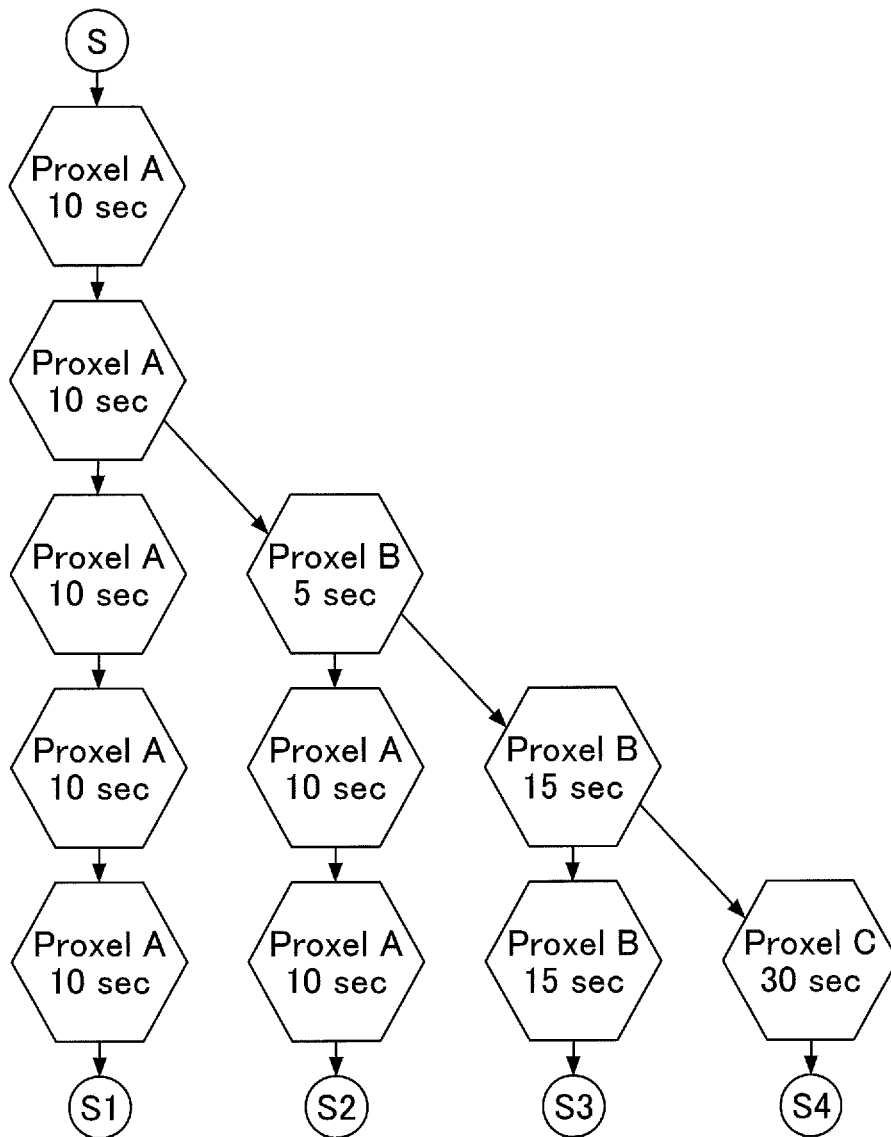 S
Proxel A
10 sec
Proxel A
10 sec
Proxel A
10 sec
Proxel B
5 sec
Proxel A
10 sec
Proxel A
10 sec
Proxel B
15 sec
Proxel A
10 sec
Proxel A
10 sec
Proxel B
15 sec
Proxel C
30 sec
S1
S2
S3
S4